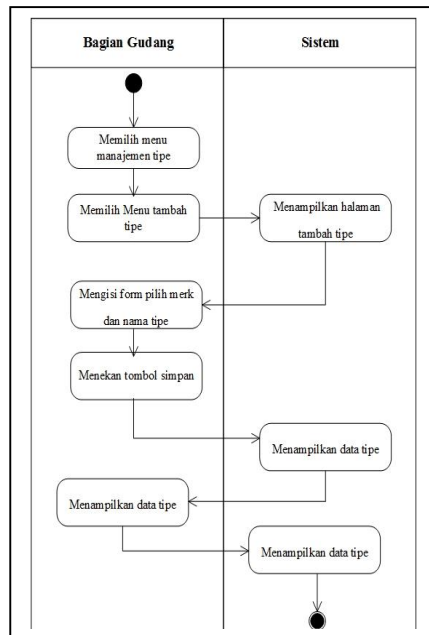 Bagian Gudang
Sistem
Memilih menu
manajemen tipe
Memilih Menu tambah
tipe
Menampilkan halaman
tambah tipe
Mengisi form pilih merk
dan nama tipe
Menekan tombol simpan
Menampilkan data tipe
Menampilkan data tipe
Menampilkan data tipe